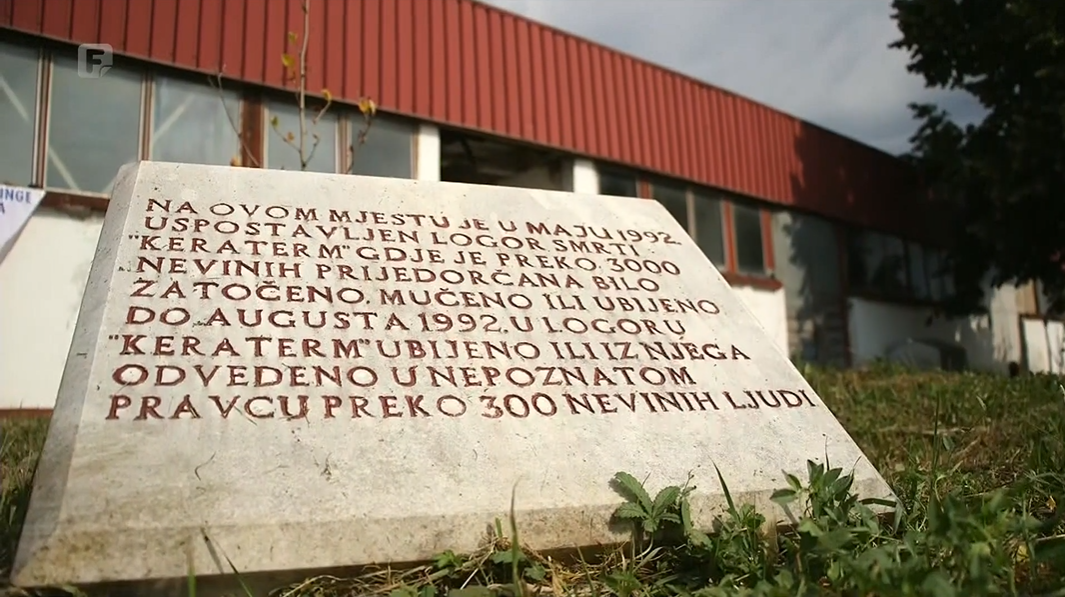 NA OVOM MJESTU JE U MAJU 1992.
USPOSTAVLJEN LOGOR SMRTI
"KERATERM" GDJE JE PREKO 3000
NEVINIH PRIJEDORČANA BILO
ZATOČENO, MUČENO ILI UBIJENO
DO AUGUSTA 1992. U LOGORU
"KERATERM" UBIJENO ILI IZ NJEGA
ODVEDENO U NEPOZNATOM
PRAVCU PREKO 300 NEVINIH LJUDI
F